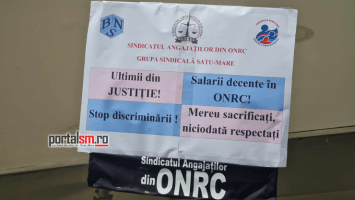 BNS
SINDICATUL ANGAJAȚILOR DIN ONRC
GRUPA SINDICALĂ SATU-MARE
Ultimii din
JUSTIȚIE!
Salarii decente în
ONRC!
Stop discriminării !
Mereu sacrificați,
niciodată respectați
portalsm.ro
Sindicatul Angajaților
din ONRC